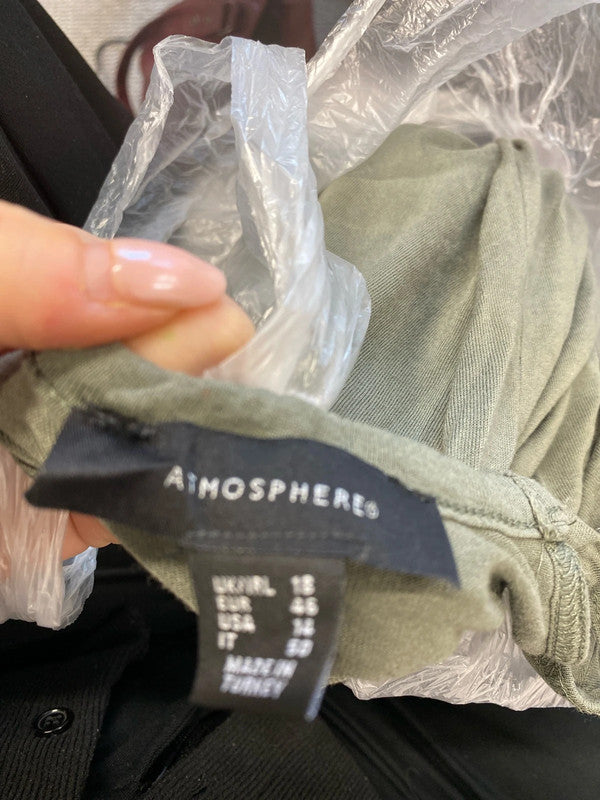 ATMOSPHERE
UK/IRL 18
EUR 46
USA 14
IT 50
MADE IN
TURKEY